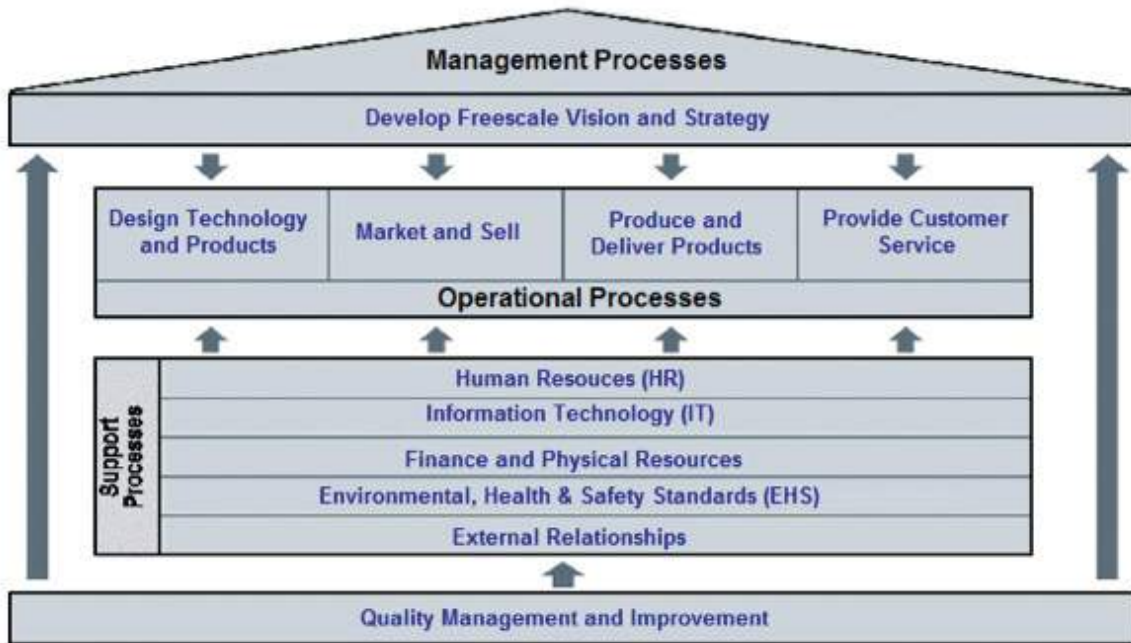 Management Processes
Develop Freescale Vision and Strategy
Design Technology
and Products
Market and Sell
Produce and
Deliver Products
Provide Customer
Service
Operational Processes
Support
Processes
Human Resouces (HR)
Information Technology (IT)
Finance and Physical Resources
Environmental, Health & Safety Standards (EHS)
External Relationships
Quality Management and Improvement